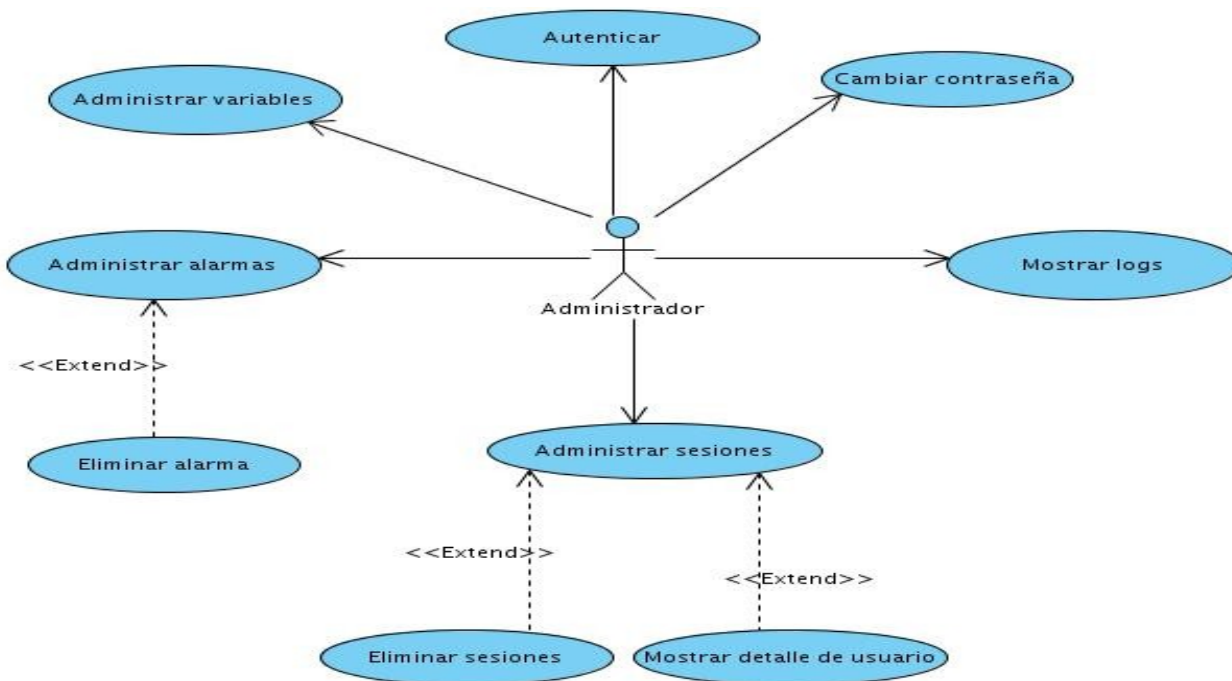 Autenticar
Cambiar contraseña
Administrar variables
Administrar alarmas
Mostrar logs
Administrador
<<Extend>>
Administrar sesiones
Eliminar alarma
<<Extend>>
<<Extend>>
Eliminar sesiones
Mostrar detalle de usuario